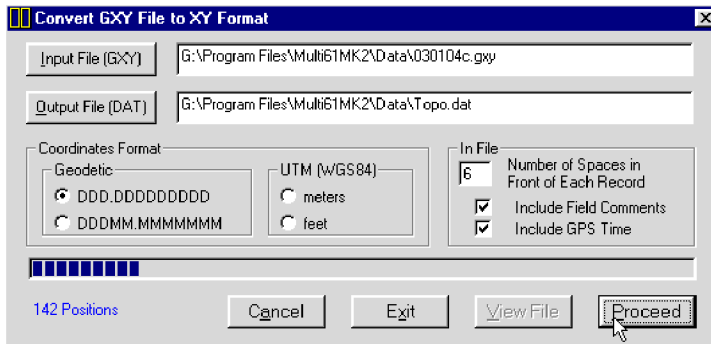 Convert GXY File to XY Format
Input File (GXY)
G:\Program Files\Multi61MK2\Data\030104c.gxy
Output File (DAT)
G:\Program Files\Multi61MK2\Data\Topo.dat
Coordinates Format
Geodetic
DDD.DDDDDDDDD
DDDMM.MMMMMMM
UTM (WGS84)
meters
feet
In File
6
Number of Spaces in
Front of Each Record
Include Field Comments
Include GPS Time
142 Positions
Cancel
Exit
View File
Proceed